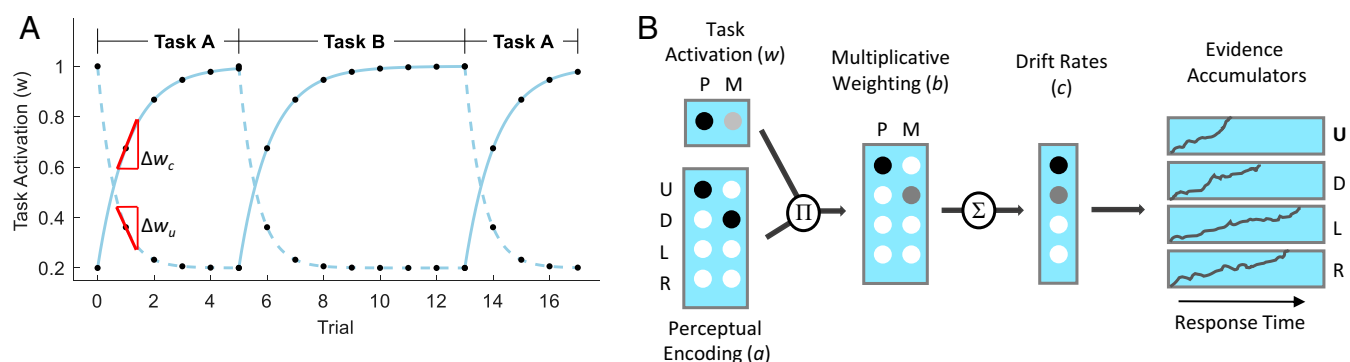 A
Task A
Task B
Task A
Task Activation (w)
1
0.8
0.6
0.4
0.2
Δw_c
Δw_u
0
2
4
6
8
10
12
14
16
Trial
B
Task
Activation (w)
P M
U
D
L
R
Perceptual
Encoding (a)
Π
Multiplicative
Weighting (b)
P M
Σ
Drift Rates
(c)
Evidence
Accumulators
U
D
L
R
Response Time